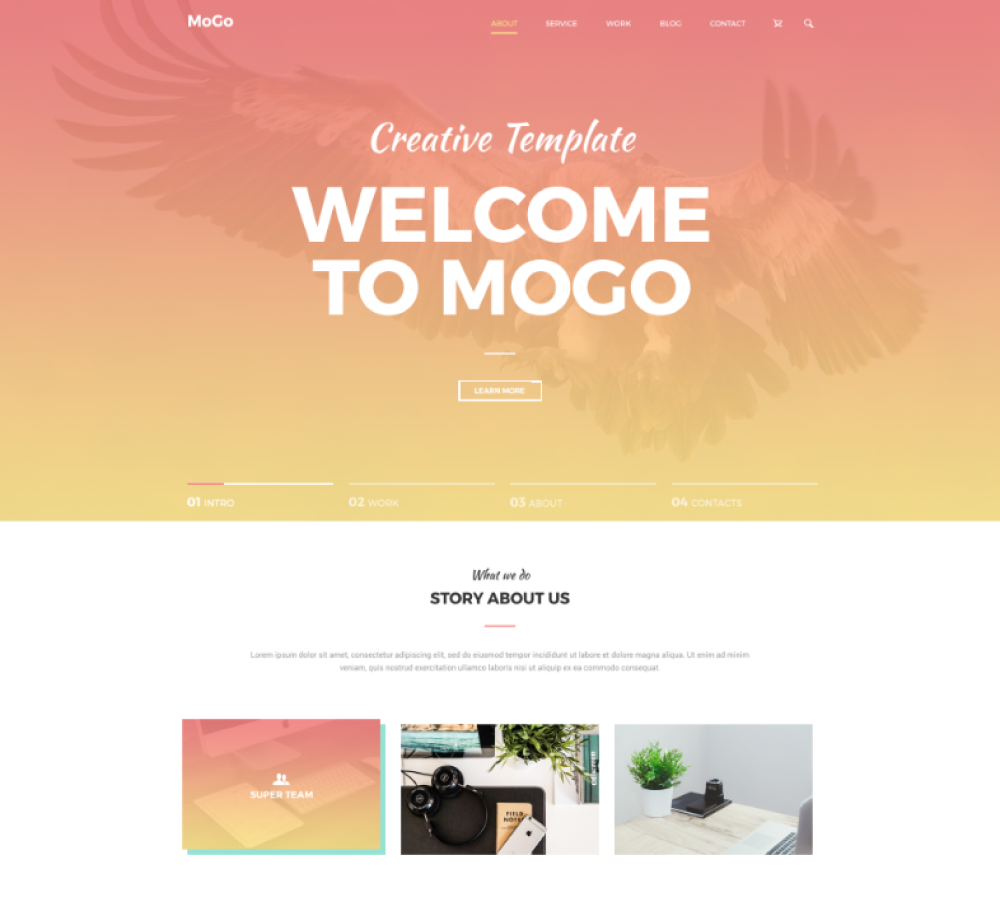 MoGo
ABOUT SERVICE WORK BLOG CONTACT
Creative Template
WELCOME
TO MOGO
LEARN MORE
01 INTRO
02 WORK
03 ABOUT
04 CONTACTS
What we do
STORY ABOUT US
Lorem ipsum dolor sit amet, consectetur adipiscing elit, sed do eiusmod tempor incididunt ut labore et dolore magna aliqua. Ut enim ad minim
veniam, quis nostrud exercitation ullamco laboris nisi ut aliquip ex ea commodo consequat.
SUPER TEAM
FIELD
NOTES